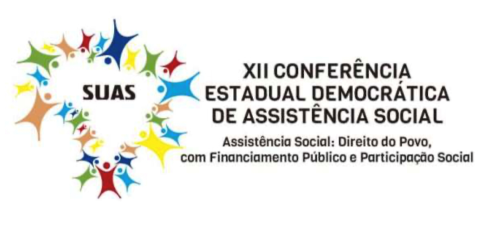 SUAS
XII CONFERÊNCIA
ESTADUAL DEMOCRÁTICA
DE ASSISTÊNCIA SOCIAL
Assistência Social: Direito do Povo,
com Financiamento Público e Participação Social